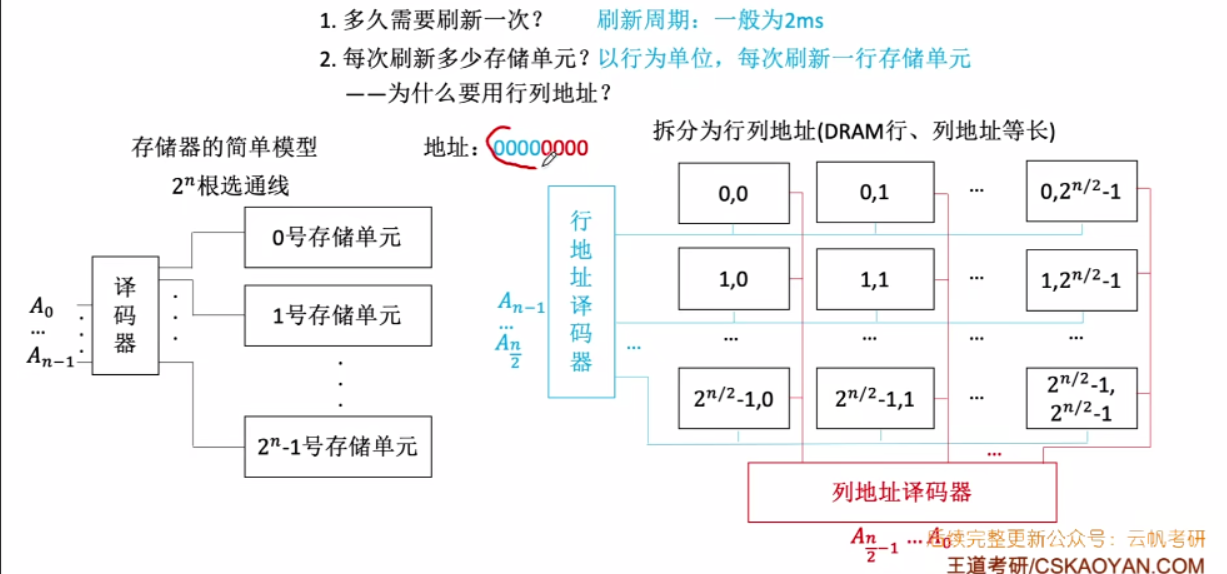 1. 多久需要刷新一次? 刷新周期：一般为2ms
2. 每次刷新多少存储单元? 以行为单位，每次刷新一行存储单元
——为什么要用行列地址?
存储器的简单模型
2ⁿ根选通线
A₀
...
Aₙ₋₁
译码器
0号存储单元
1号存储单元
2ⁿ-1号存储单元
地址：00000000
拆分为行列地址(DRAM行、列地址等长)
Aₙ₋₁
...
A_{n/2}
行地址译码器
...
0,0 0,1 ... 0,2^{n/2}-1
1,0 1,1 ... 1,2^{n/2}-1
... ... ...
2^{n/2}-1,0 2^{n/2}-1,1 ... 2^{n/2}-1,
2^{n/2}-1
...
列地址译码器
A_{n/2-1} ... A₀
续完整更新公众号：云帆考研
王道考研/CSKAOYAN.COM